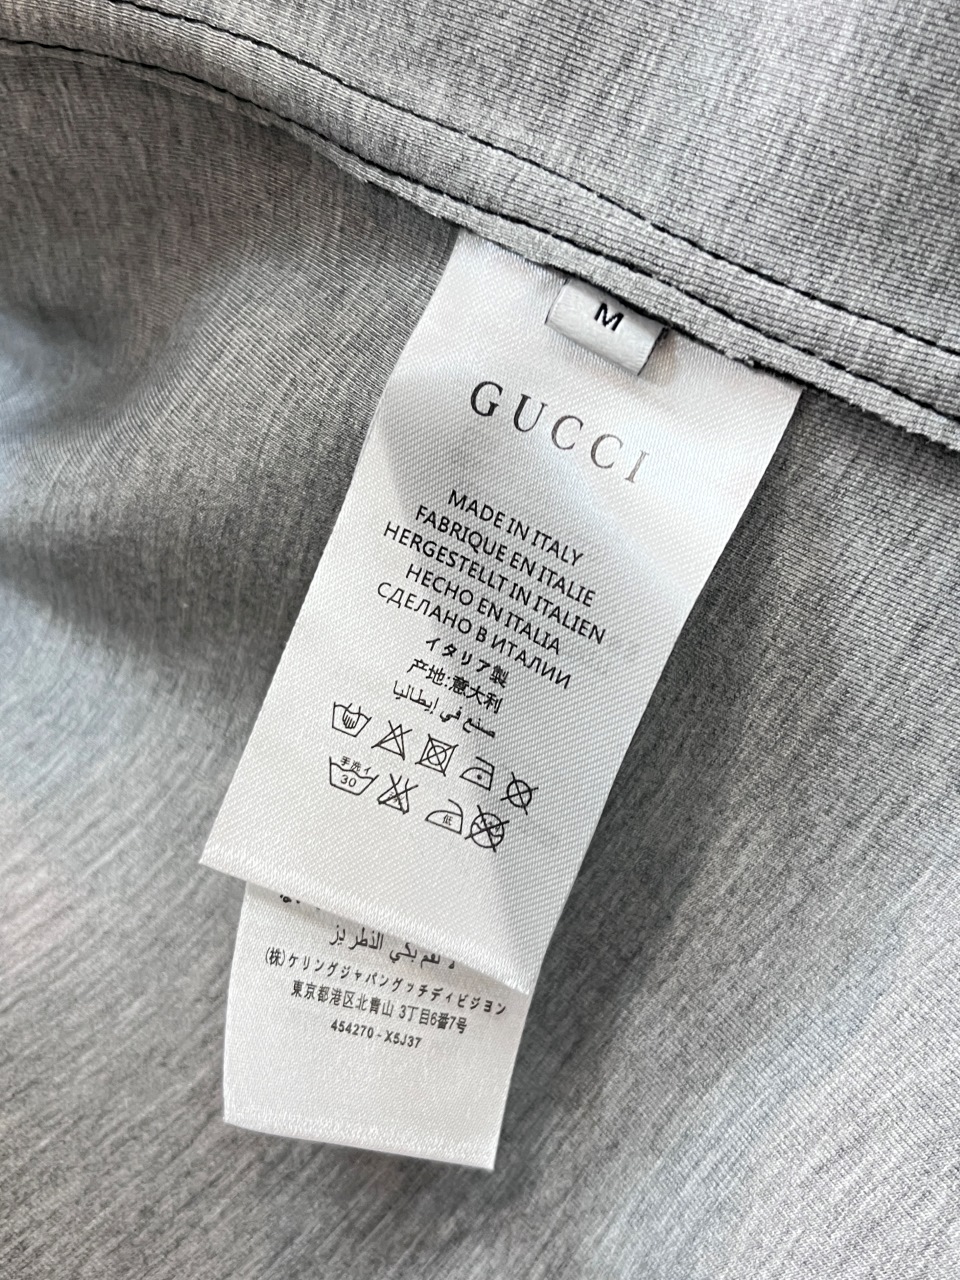 M
GUCCI
MADE IN ITALY
FABRIQUE EN ITALIE
HERGESTELLT IN ITALIEN
HECHO EN ITALIA
СДЕЛАНО В ИТАЛИИ
イタリア製
产地:意大利
صنع في إيطاليا
手洗イ
30
低
(株)ケリングジャパングッチディビジョン
東京都港区北青山 3丁目6番7号
454270-X5J37